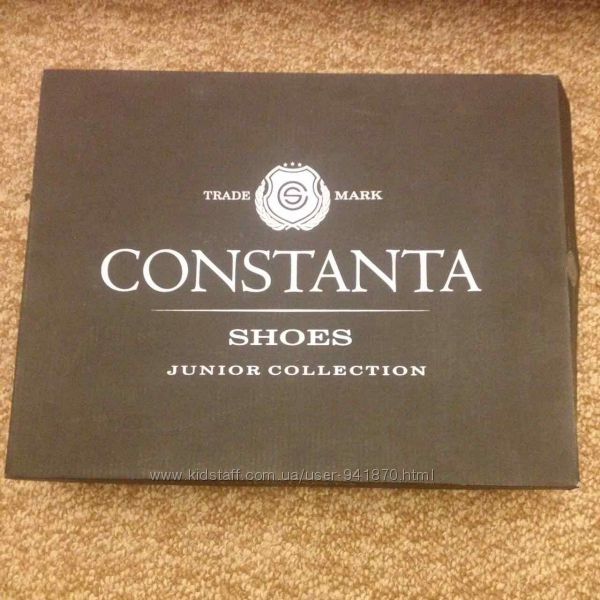 TRADE MARK
CONSTANTA
SHOES
JUNIOR COLLECTION
www.kidstaff.com.ua/user-941870.html